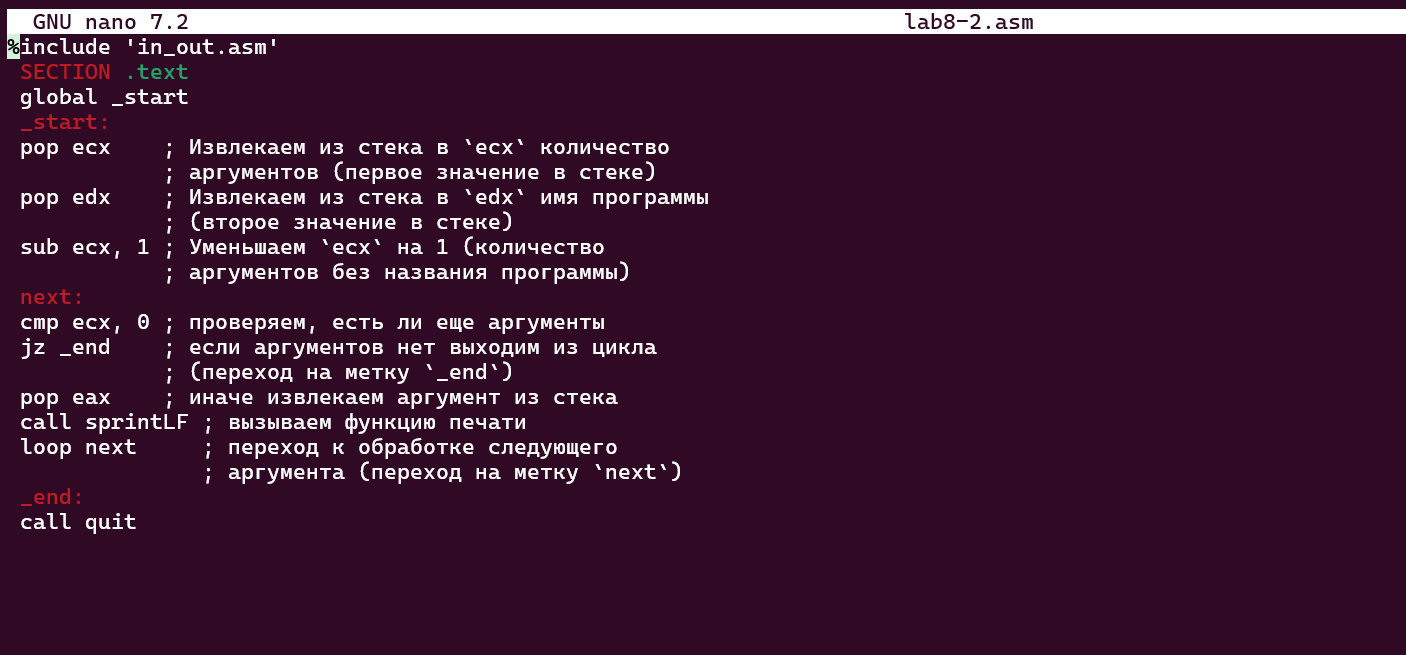 GNU nano 7.2 lab8-2.asm
%include 'in_out.asm'
SECTION .text
global _start
_start:
pop ecx ; Извлекаем из стека в `ecx` количество
; аргументов (первое значение в стеке)
pop edx ; Извлекаем из стека в `edx` имя программы
; (второе значение в стеке)
sub ecx, 1 ; Уменьшаем `ecx` на 1 (количество
; аргументов без названия программы)
next:
cmp ecx, 0 ; проверяем, есть ли еще аргументы
jz _end ; если аргументов нет выходим из цикла
; (переход на метку `_end`)
pop eax ; иначе извлекаем аргумент из стека
call sprintLF ; вызываем функцию печати
loop next ; переход к обработке следующего
; аргумента (переход на метку `next`)
_end:
call quit